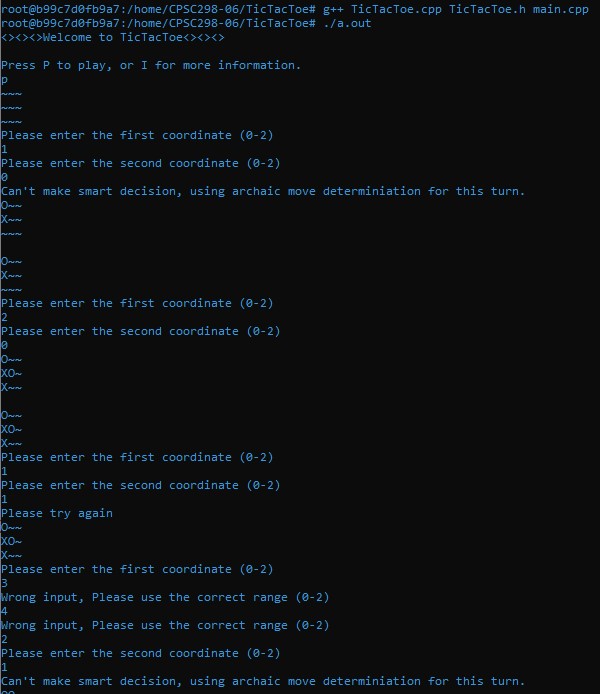 root@b99c7d0fb9a7:/home/CPSC298-06/TicTacToe# g++ TicTacToe.cpp TicTacToe.h main.cpp
root@b99c7d0fb9a7:/home/CPSC298-06/TicTacToe# ./a.out
<><><>Welcome to TicTacToe<><><>
Press P to play, or I for more information.
p
~~~
~~~
~~~
Please enter the first coordinate (0-2)
1
Please enter the second coordinate (0-2)
0
Can't make smart decision, using archaic move determiniation for this turn.
O~~
X~~
~~~
O~~
X~~
~~~
Please enter the first coordinate (0-2)
2
Please enter the second coordinate (0-2)
0
O~~
XO~
X~~
O~~
XO~
X~~
Please enter the first coordinate (0-2)
1
Please enter the second coordinate (0-2)
1
Please try again
O~~
XO~
X~~
Please enter the first coordinate (0-2)
3
Wrong input, Please use the correct range (0-2)
4
Wrong input, Please use the correct range (0-2)
2
Please enter the second coordinate (0-2)
1
Can't make smart decision, using archaic move determiniation for this turn.